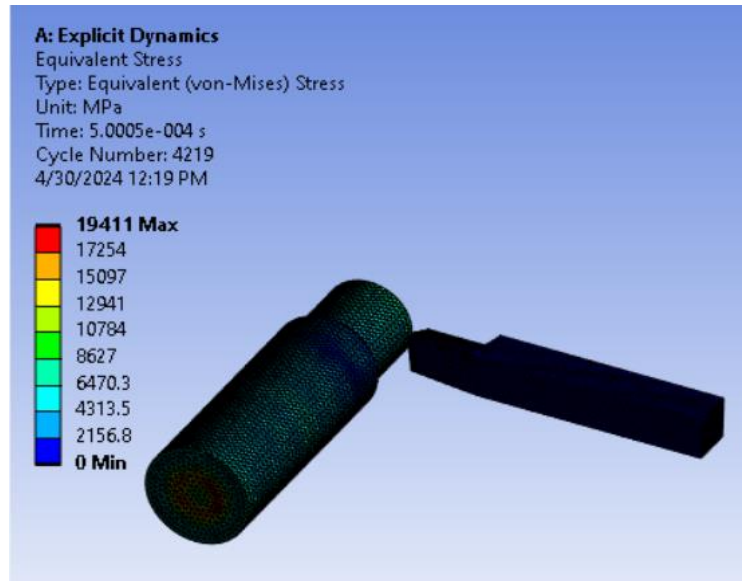 A: Explicit Dynamics
Equivalent Stress
Type: Equivalent (von-Mises) Stress
Unit: MPa
Time: 5.0005e-004 s
Cycle Number: 4219
4/30/2024 12:19 PM
19411 Max
17254
15097
12941
10784
8627
6470.3
4313.5
2156.8
0 Min